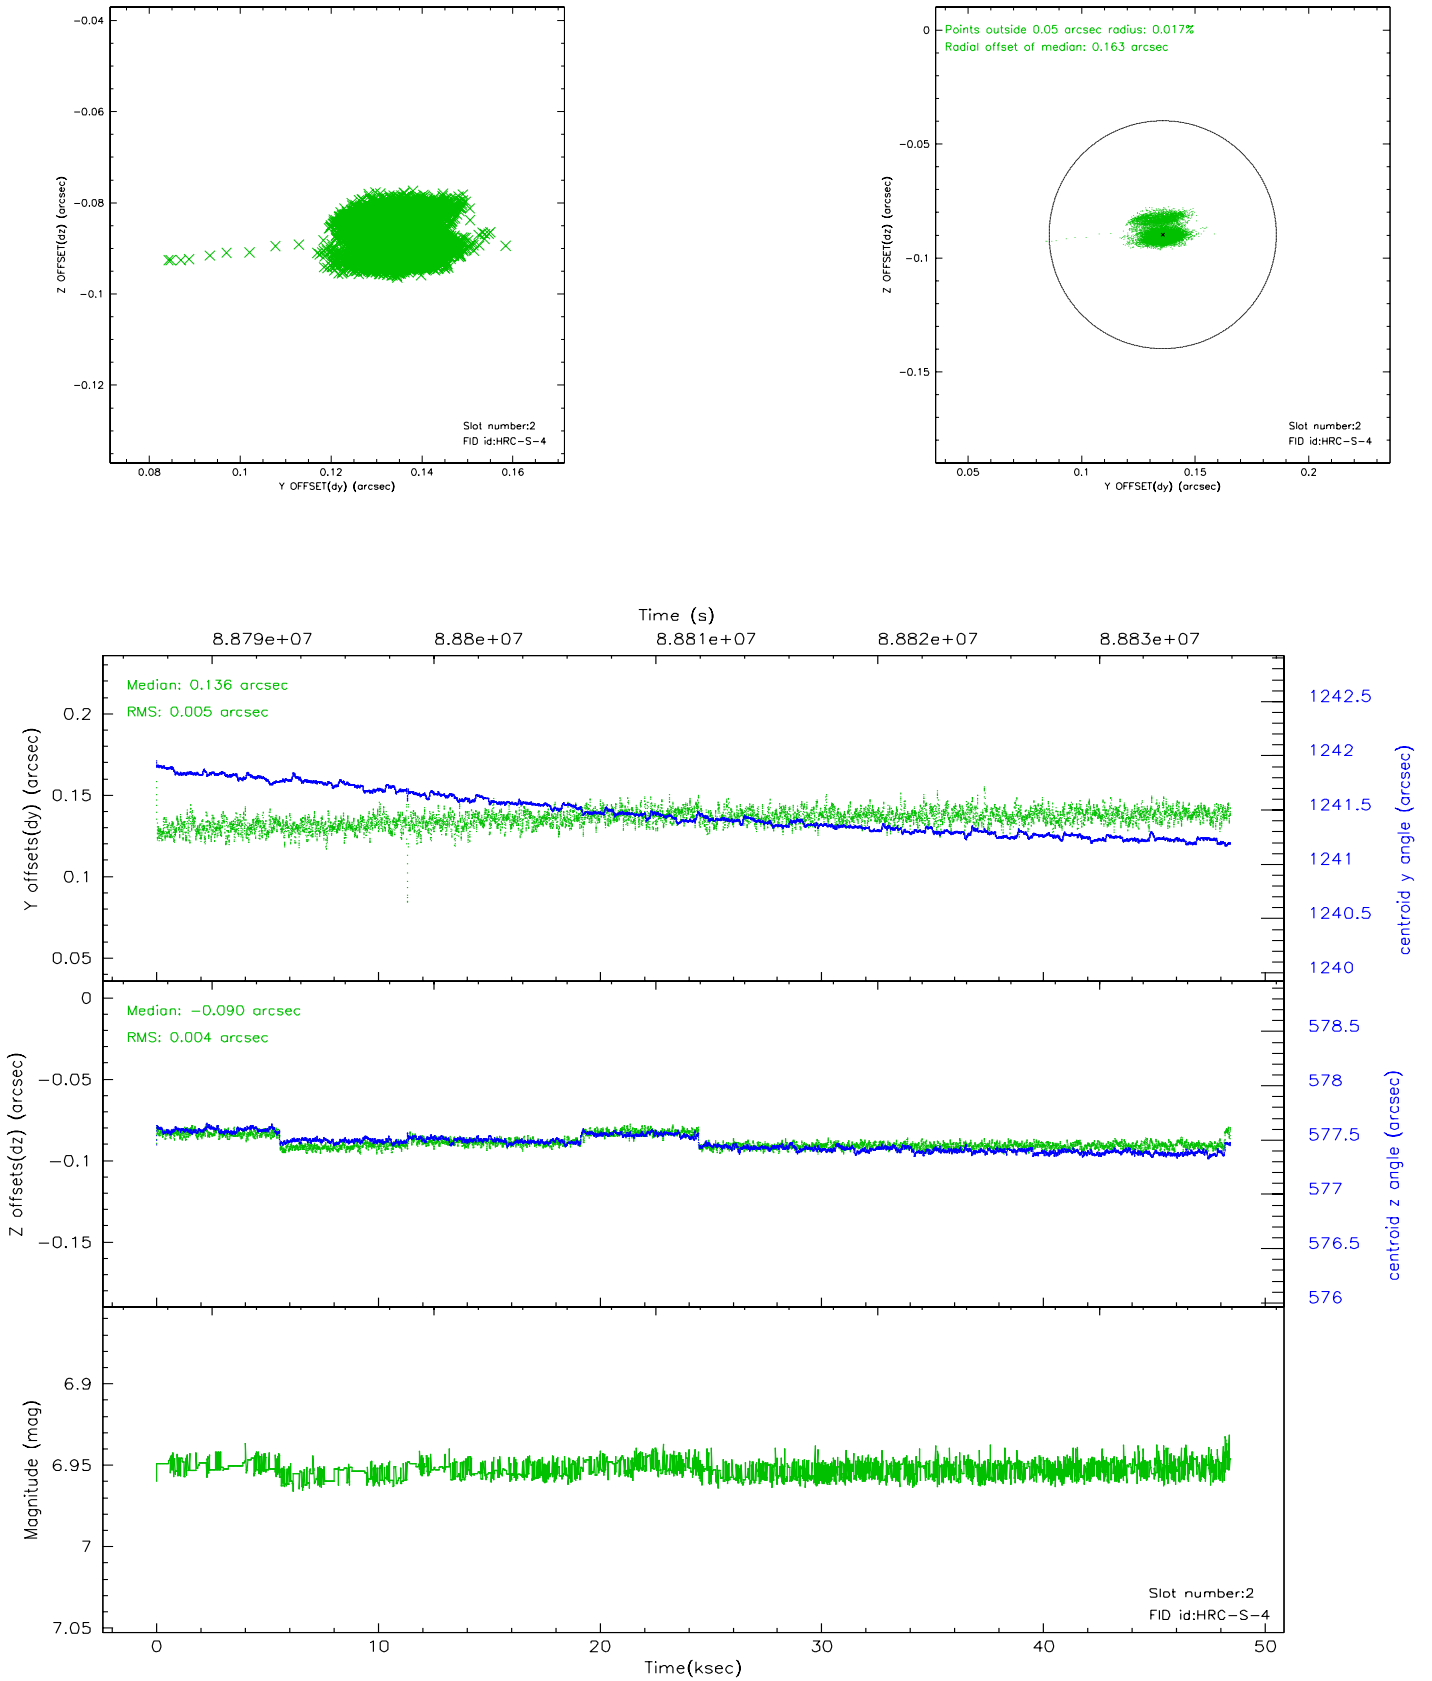 −0.04
−0.06
−0.08
−0.1
−0.12
Z OFFSET(dz) (arcsec)
Slot number:2
FID id:HRC−S−4
0.08 0.1 0.12 0.14 0.16
Y OFFSET(dy) (arcsec)
Points outside 0.05 arcsec radius: 0.017%
Radial offset of median: 0.163 arcsec
0
−0.05
−0.1
−0.15
Z OFFSET(dz) (arcsec)
Slot number:2
FID id:HRC−S−4
0.05 0.1 0.15 0.2
Y OFFSET(dy) (arcsec)
Time (s)
8.879e+07 8.88e+07 8.881e+07 8.882e+07 8.883e+07
Median: 0.136 arcsec
RMS: 0.005 arcsec
0.2
0.15
0.1
0.05
Y offsets(dy) (arcsec)
1242.5
1242
1241.5
1241
1240.5
1240
centroid y angle (arcsec)
Median: −0.090 arcsec
RMS: 0.004 arcsec
0
−0.05
−0.1
−0.15
Z offsets(dz) (arcsec)
578.5
578
577.5
577
576.5
576
centroid z angle (arcsec)
6.9
6.95
7
7.05
Magnitude (mag)
Slot number:2
FID id:HRC−S−4
0 10 20 30 40 50
Time(ksec)